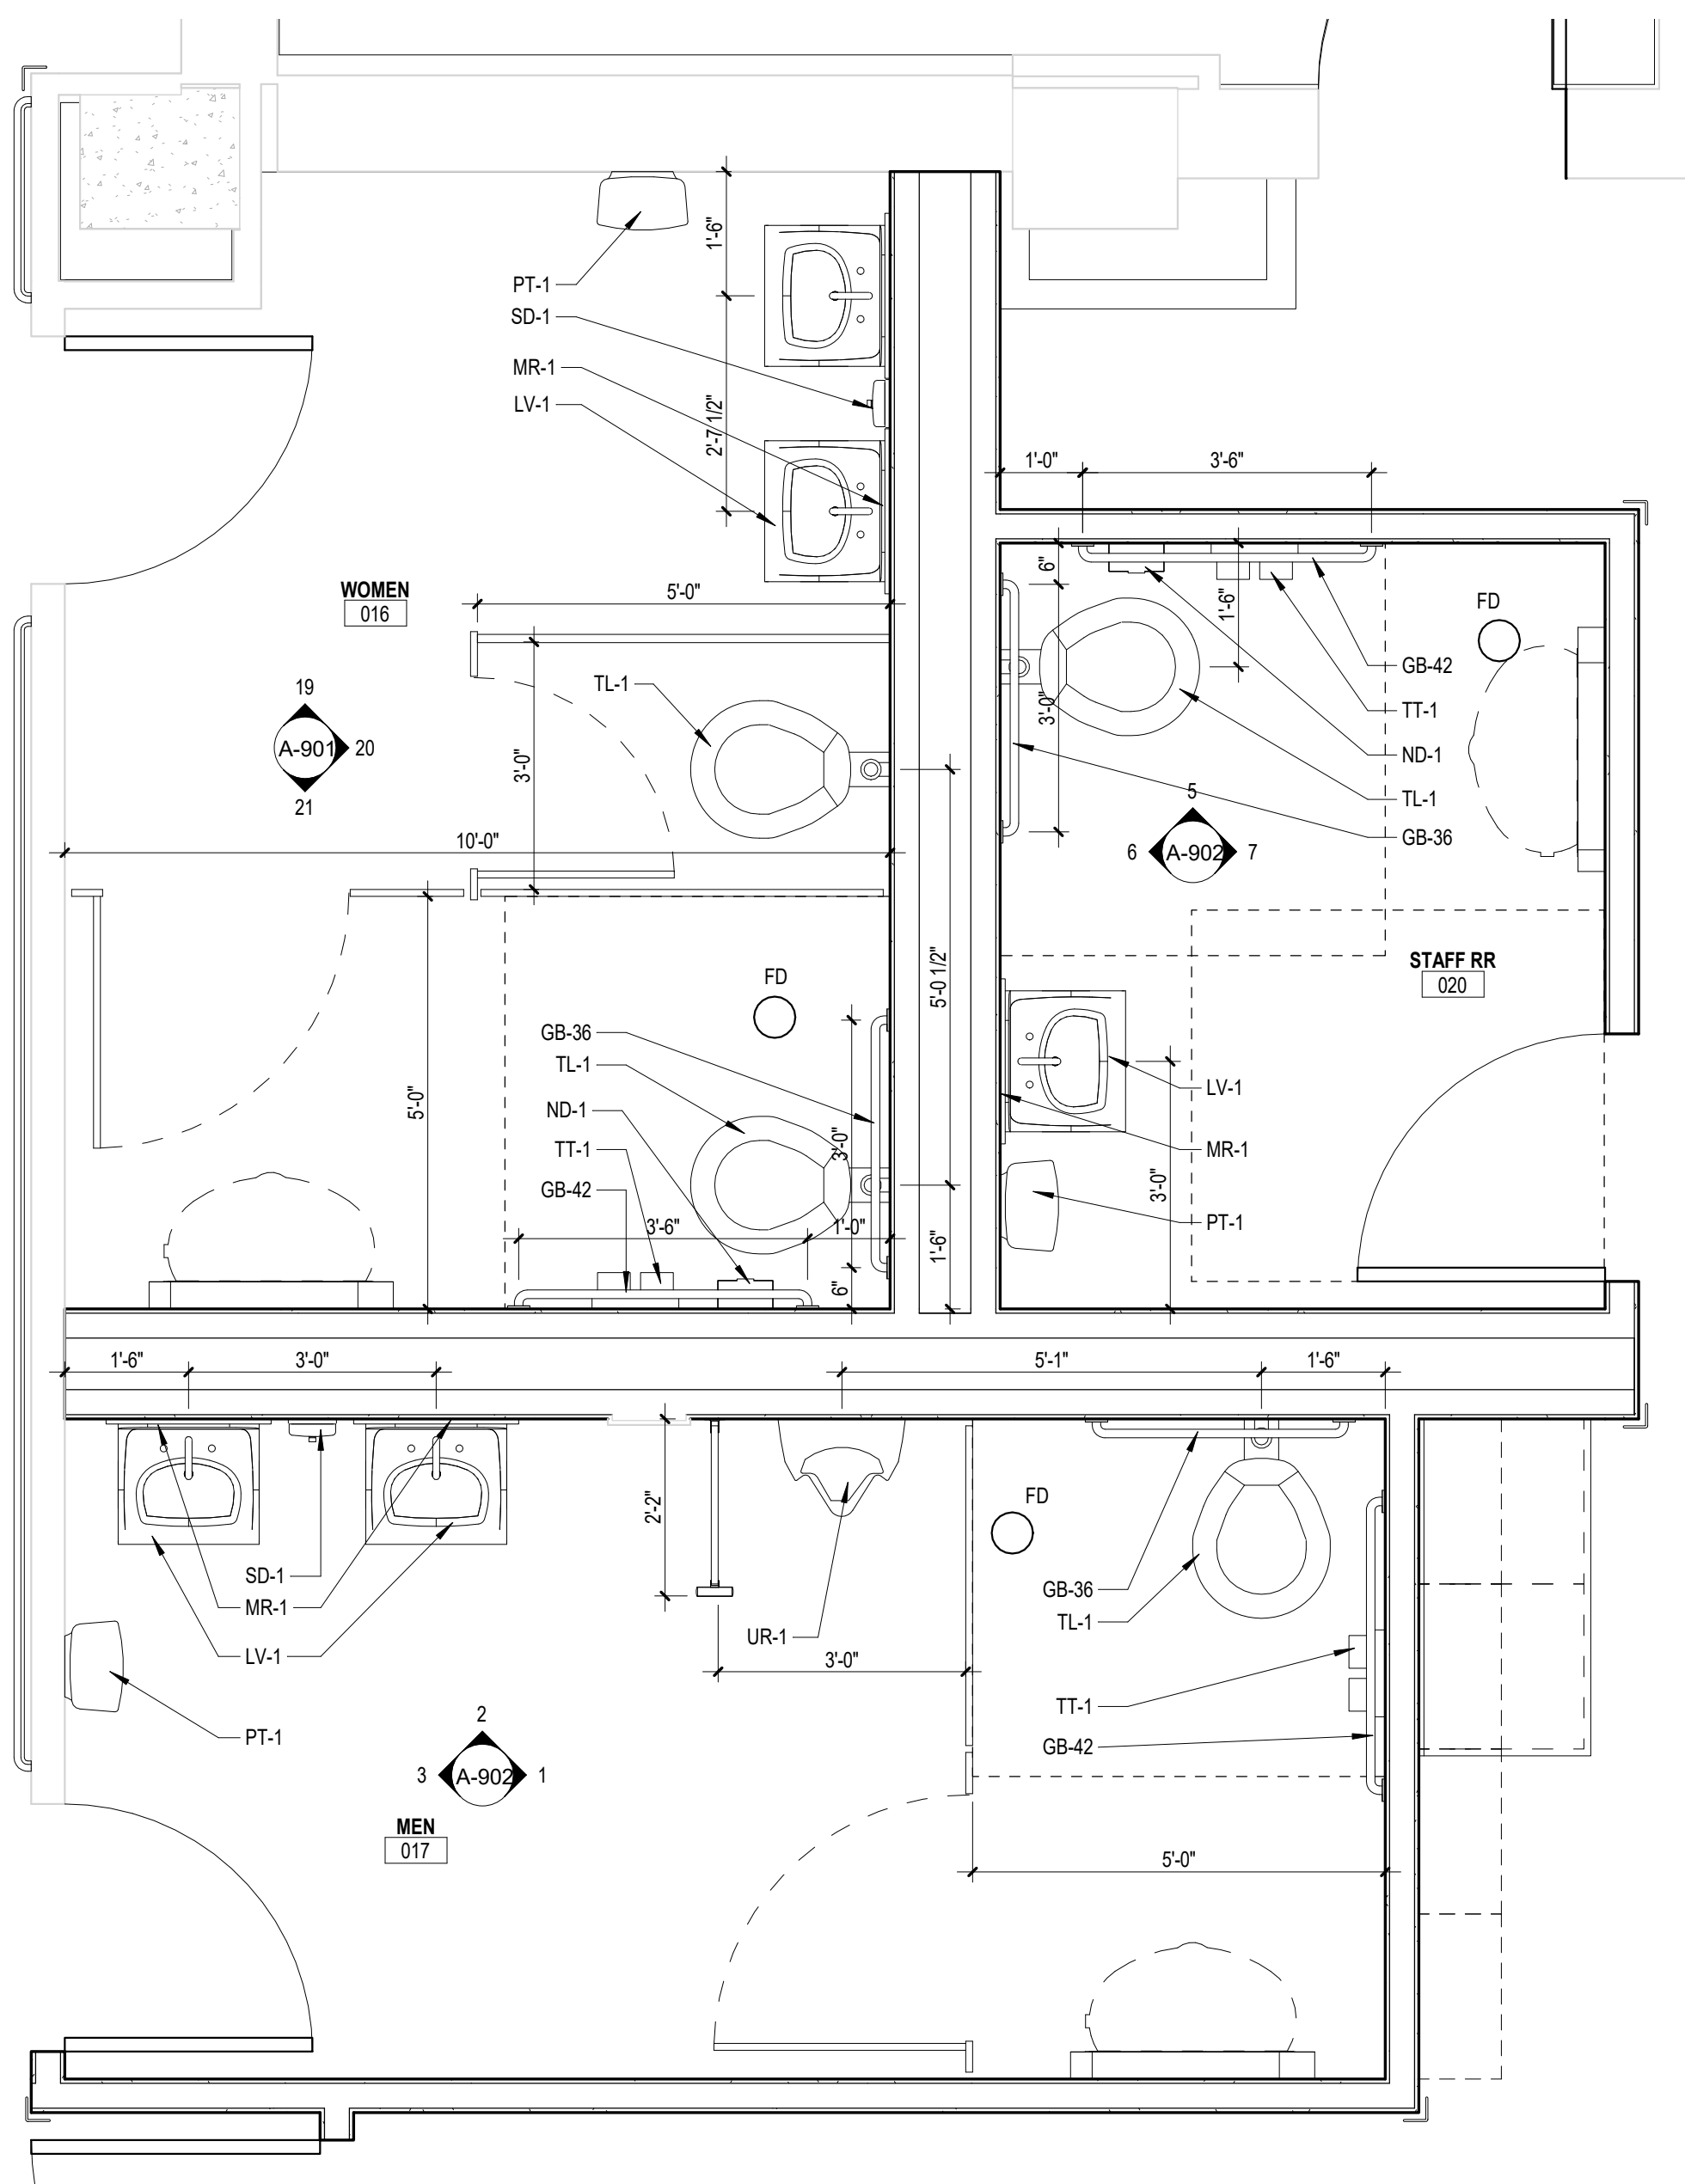 1'-6"
PT-1
SD-1
MR-1
LV-1
2'-7 1/2"
1'-0"
3'-6"
WOMEN
016
5'-0"
6"
1'-6"
FD
GB-42
TT-1
ND-1
TL-1
GB-36
3'-0"
TL-1
3'-0"
19
A-901
20
21
5
6
A-902
7
10'-0"
STAFF RR
020
5'-0 1/2"
FD
GB-36
TL-1
ND-1
TT-1
GB-42
5'-0"
3'-0"
3'-6"
1'-0"
1'-6"
6"
LV-1
MR-1
PT-1
3'-0"
1'-6"
3'-0"
5'-1"
1'-6"
2'-2"
FD
SD-1
MR-1
LV-1
PT-1
UR-1
3'-0"
GB-36
TL-1
TT-1
GB-42
2
3
A-902
1
MEN
017
5'-0"